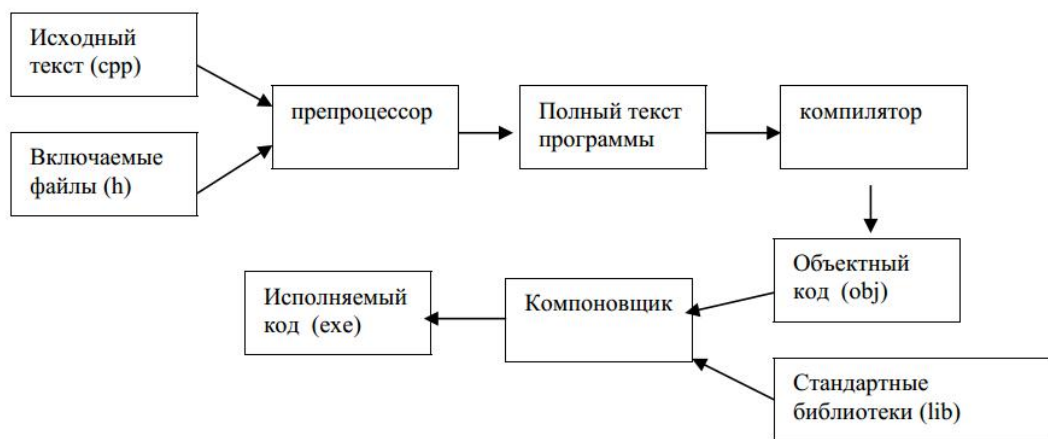 Исходный
текст (cpp)
препроцессор
Полный текст
программы
компилятор
Включаемые
файлы (h)
Объектный
код (obj)
Компоновщик
Исполняемый
код (exe)
Стандартные
библиотеки (lib)